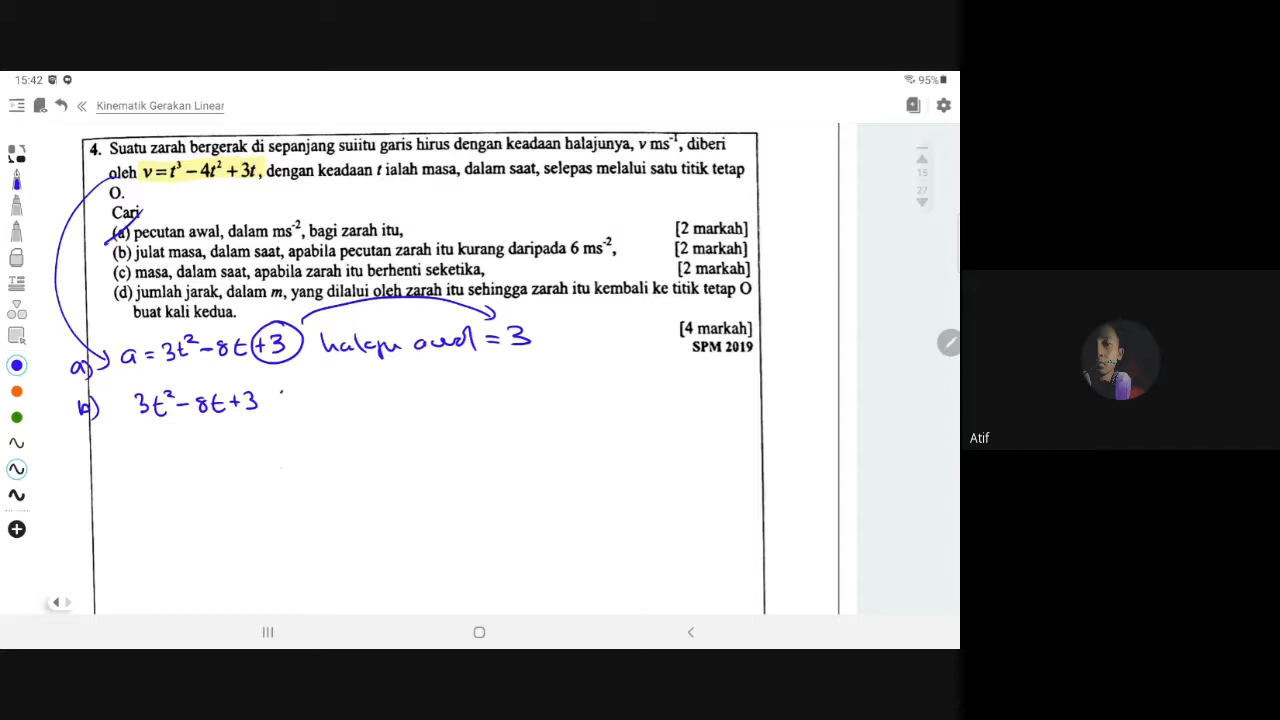 15:42
95%
Kinematik Gerakan Linear
4. Suatu zarah bergerak di sepanjang suiitu garis hirus dengan keadaan halajunya, v ms⁻¹, diberi
oleh v = t³ − 4t² + 3t, dengan keadaan t ialah masa, dalam saat, selepas melalui satu titik tetap
O.
Cari
(a) pecutan awal, dalam ms⁻², bagi zarah itu, [2 markah]
(b) julat masa, dalam saat, apabila pecutan zarah itu kurang daripada 6 ms⁻², [2 markah]
(c) masa, dalam saat, apabila zarah itu berhenti seketika, [2 markah]
(d) jumlah jarak, dalam m, yang dilalui oleh zarah itu sehingga zarah itu kembali ke titik tetap O
buat kali kedua.
[4 markah]
SPM 2019
a) a = 3t² − 8t + 3 halaju awal = 3
b) 3t² − 8t + 3
15
27
Atif